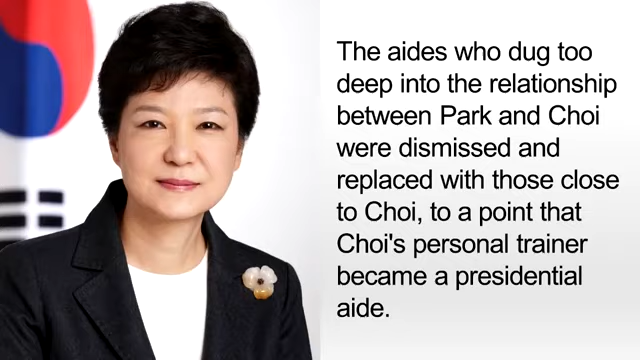 The aides who dug too
deep into the relationship
between Park and Choi
were dismissed and
replaced with those close
to Choi, to a point that
Choi's personal trainer
became a presidential
aide.